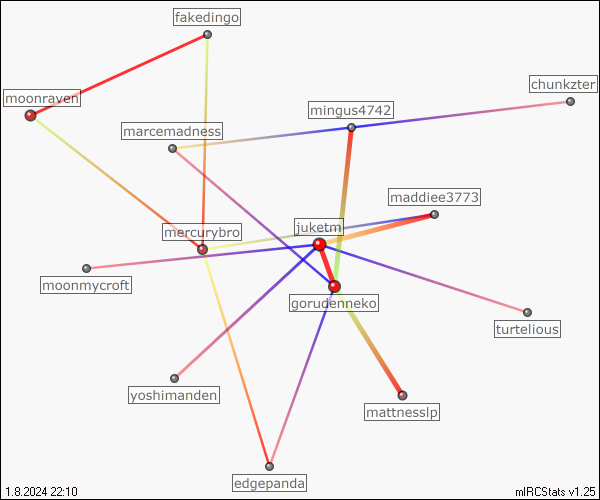 fakedingo
chunkzter
moonraven
mingus4742
marcemadness
maddiee3773
juketm
mercurybro
moonmycroft
gorudenneko
turtelious
yoshimanden
mattnesslp
edgepanda
1.8.2024 22:10
mIRCStats v1.25